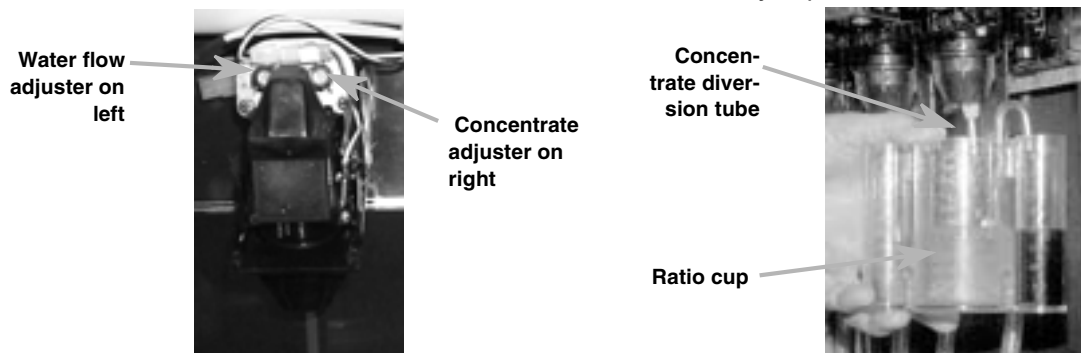 Water flow
adjuster on
left
Concentrate
adjuster on
right
Concen-
trate diver-
sion tube
Ratio cup